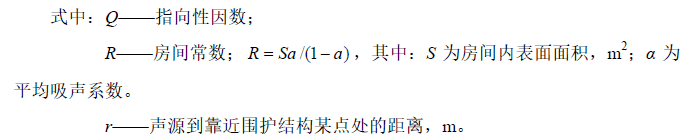 式中：Q——指向性因数；
R——房间常数；R = Sa /(1 − a)，其中：S 为房间内表面面积，m²；α 为
平均吸声系数。
r——声源到靠近围护结构某点处的距离，m。